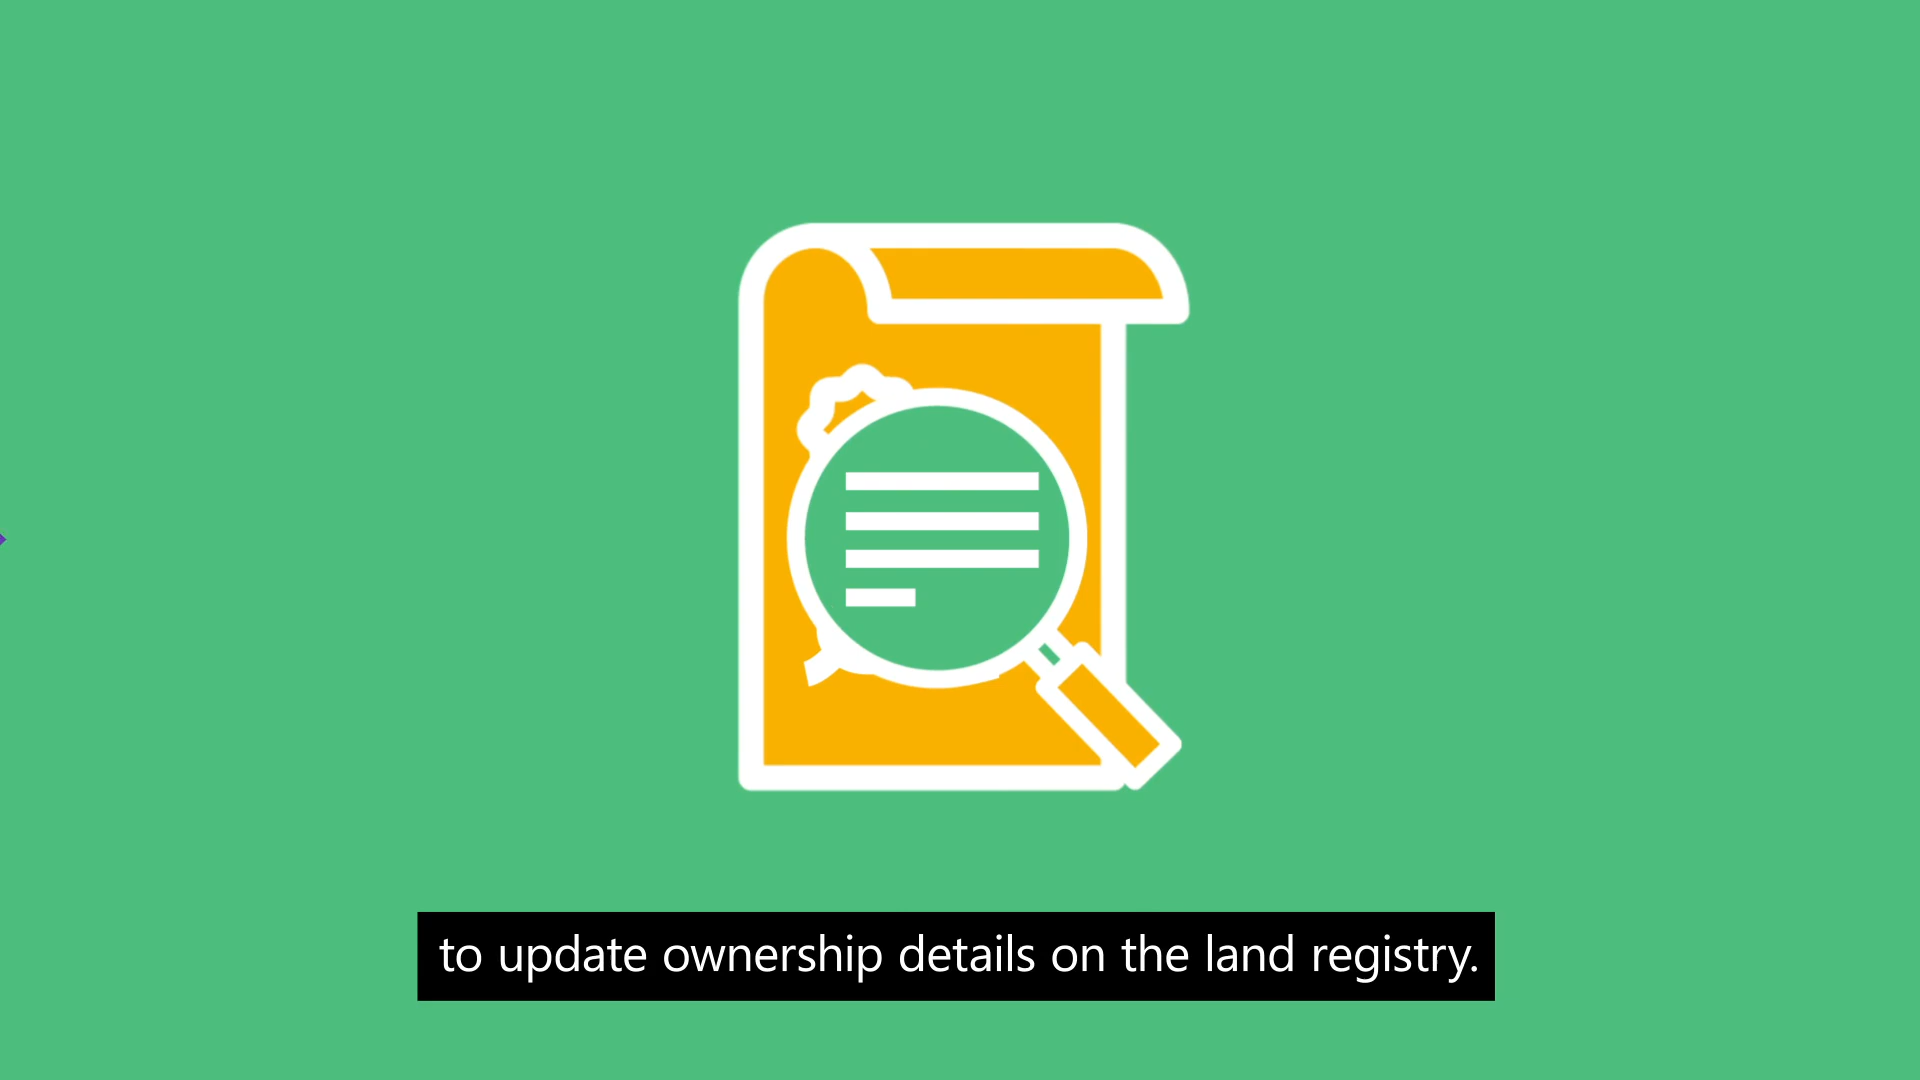 to update ownership details on the land registry.